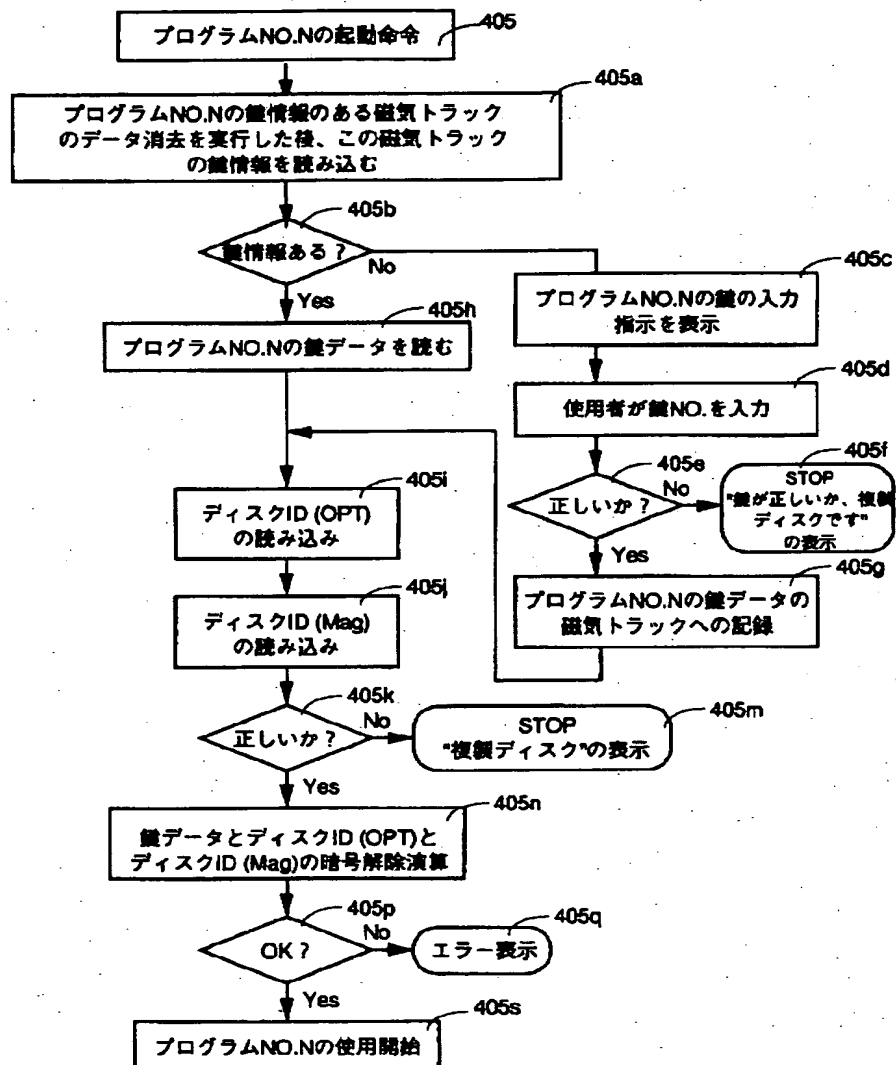 プログラムNO.Nの起動命令
405
405a
プログラムNO.Nの鍵情報のある磁気トラック
のデータ消去を実行した後、この磁気トラック
の鍵情報を読み込む
405b
鍵情報ある?
No
Yes
405c
プログラムNO.Nの鍵の入力
指示を表示
405h
プログラムNO.Nの鍵データを読む
405d
使用者が鍵NO.を入力
405e
正しいか?
No
Yes
405f
STOP
"鍵が正しいか、複製
ディスクです"
の表示
405g
プログラムNO.Nの鍵データの
磁気トラックへの記録
405i
ディスクID (OPT)
の読み込み
405j
ディスクID (Mag)
の読み込み
405k
正しいか?
No
Yes
405m
STOP
"複製ディスク"の表示
405n
鍵データとディスクID (OPT)と
ディスクID (Mag)の暗号解除演算
405p
OK?
No
Yes
405q
エラー表示
405s
プログラムNO.Nの使用開始